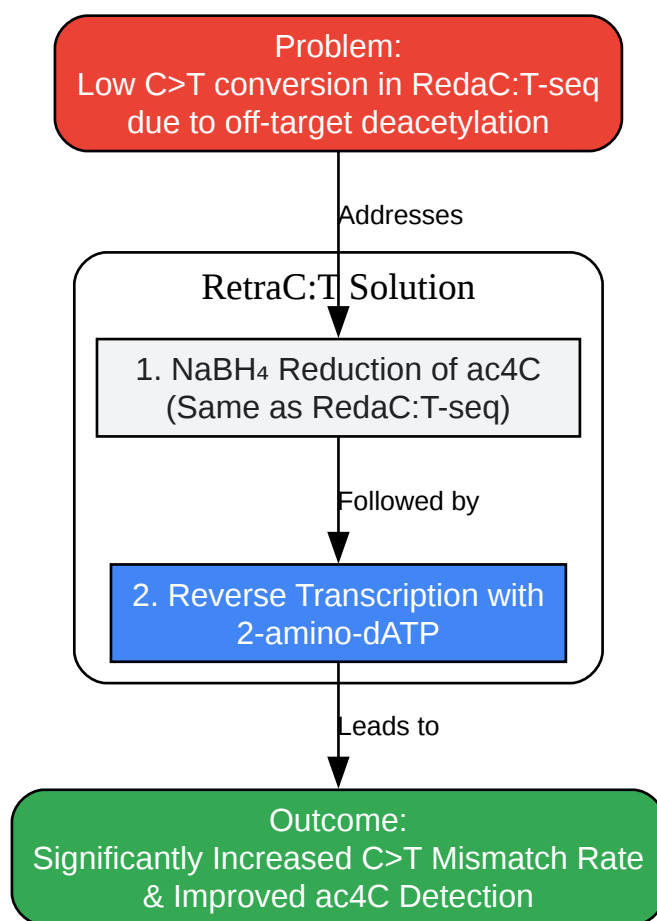 Problem:
Low C>T conversion in RedaC:T-seq
due to off-target deacetylation
Addresses
RetraC:T Solution
1. NaBH₄ Reduction of ac4C
(Same as RedaC:T-seq)
Followed by
2. Reverse Transcription with
2-amino-dATP
Leads to
Outcome:
Significantly Increased C>T Mismatch Rate
& Improved ac4C Detection